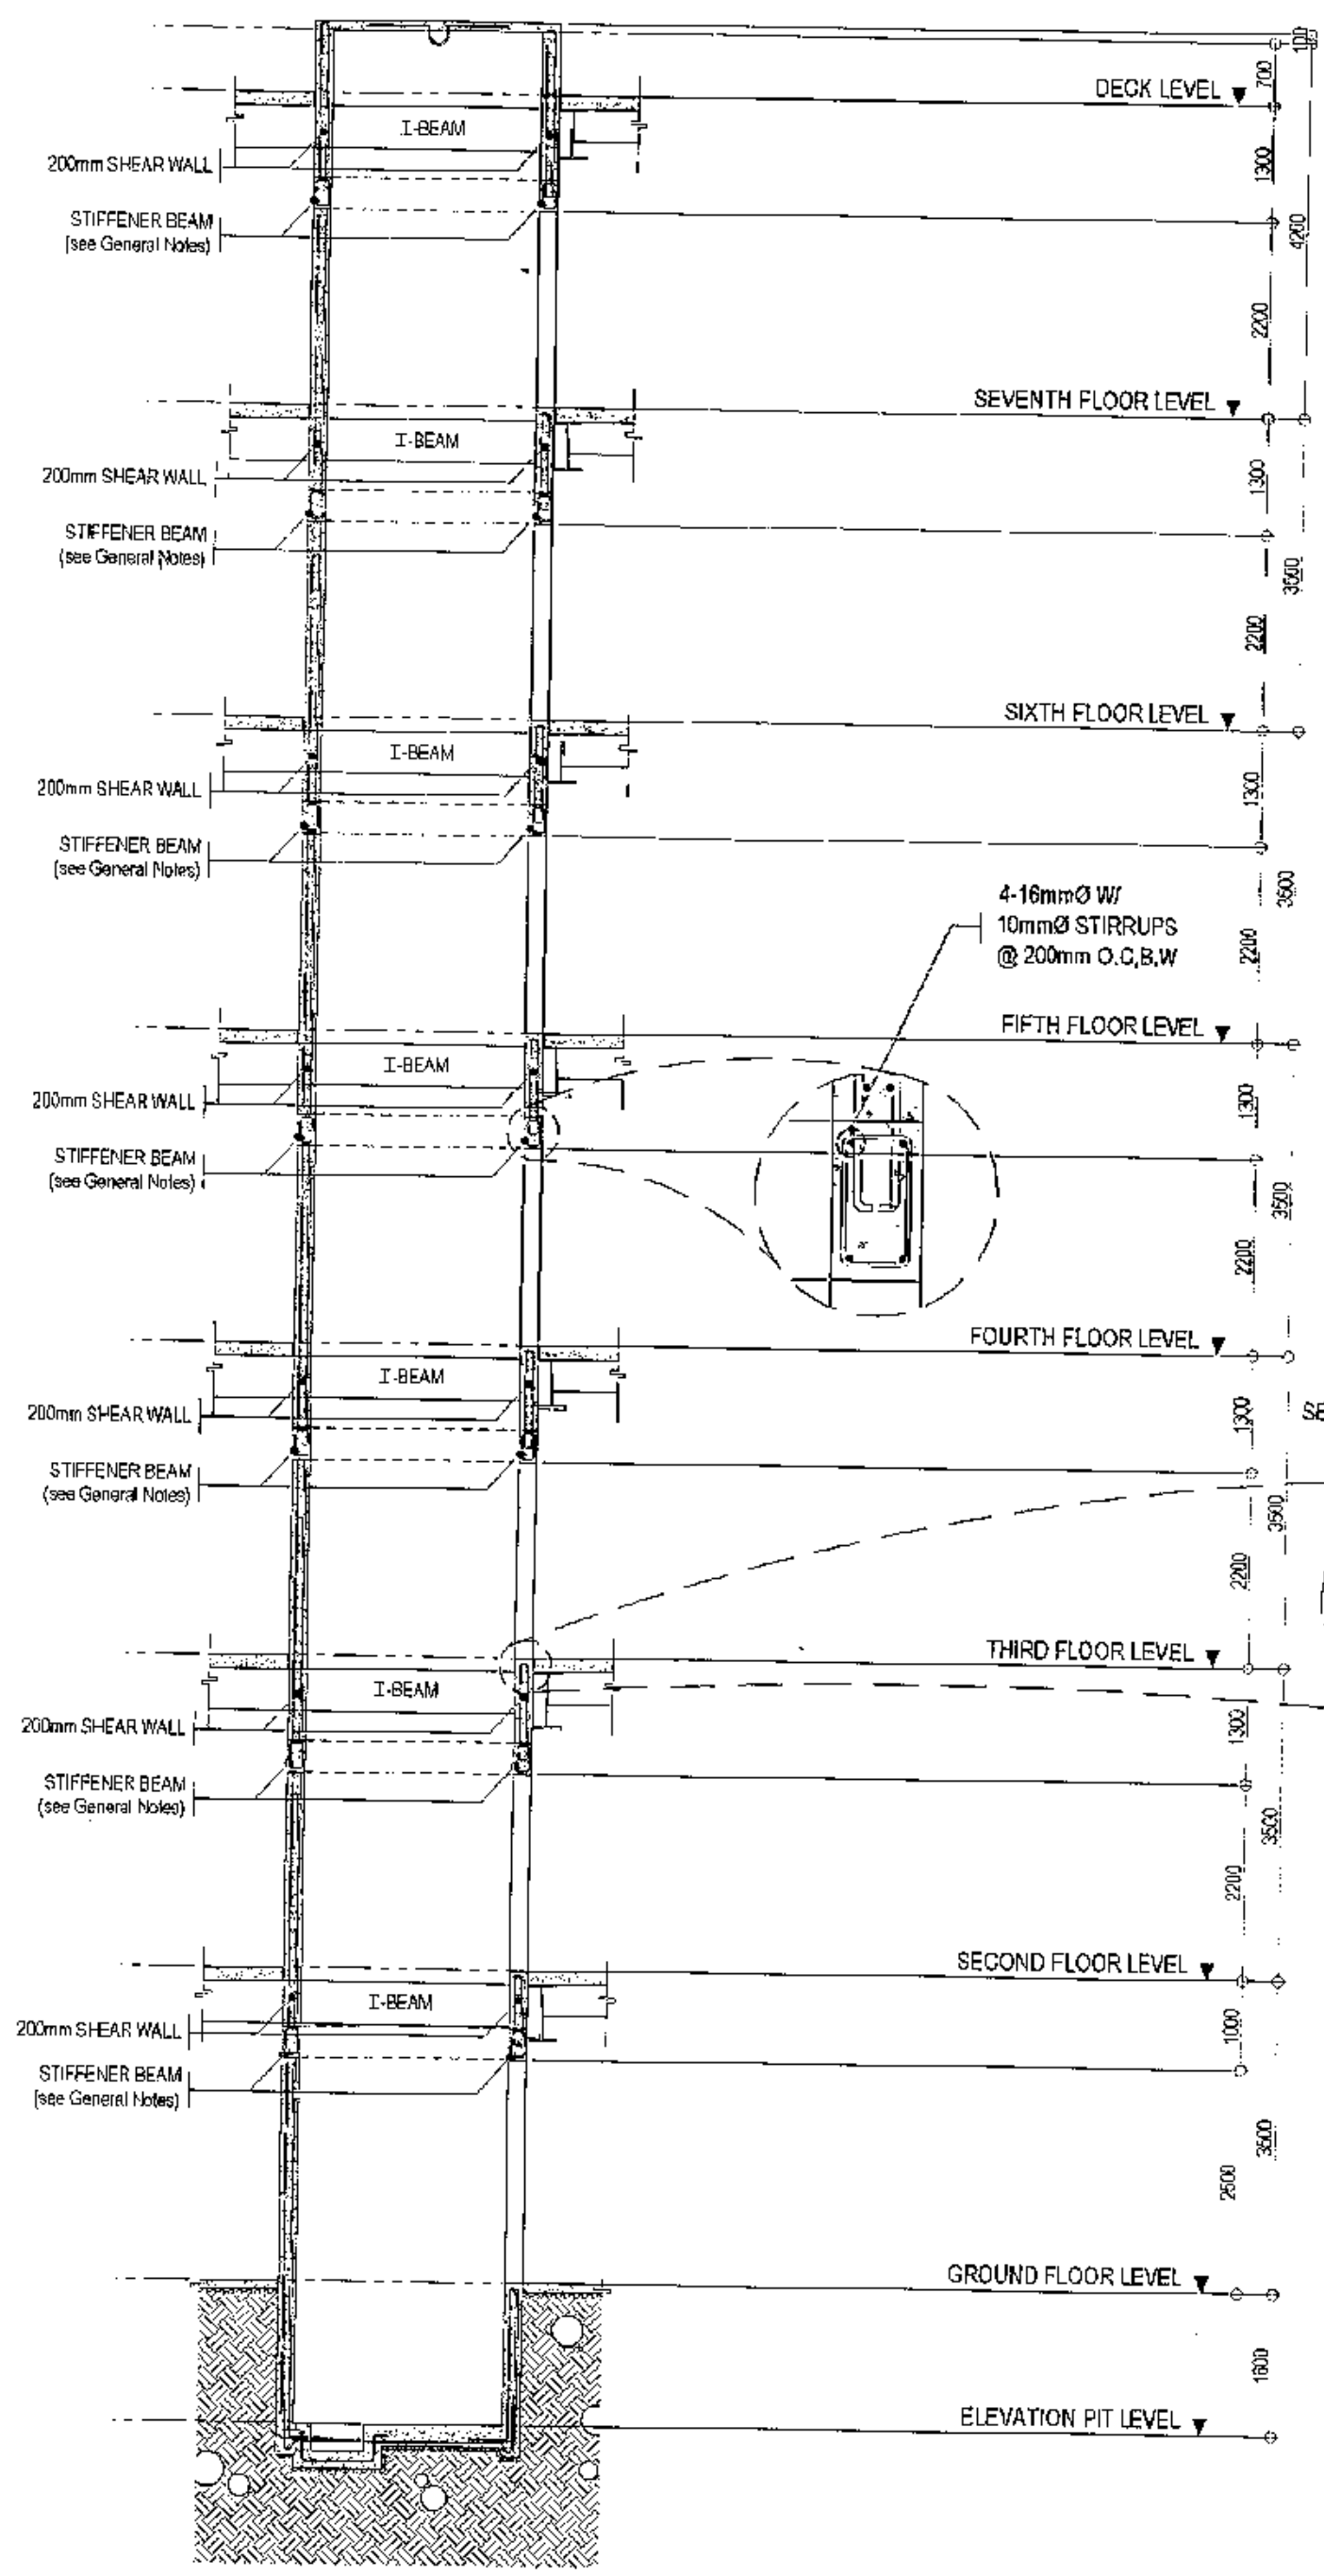 100
700
DECK LEVEL
I-BEAM
200mm SHEAR WALL
1300
STIFFENER BEAM
(see General Notes)
4200
2200
SEVENTH FLOOR LEVEL
I-BEAM
200mm SHEAR WALL
1300
STIFFENER BEAM
(see General Notes)
3500
2200
SIXTH FLOOR LEVEL
I-BEAM
200mm SHEAR WALL
1300
STIFFENER BEAM
(see General Notes)
3500
4-16mmØ W/
10mmØ STIRRUPS
@ 200mm O.C,B.W
2200
FIFTH FLOOR LEVEL
I-BEAM
200mm SHEAR WALL
1300
STIFFENER BEAM
(see General Notes)
3500
2200
FOURTH FLOOR LEVEL
I-BEAM
200mm SHEAR WALL
1300
STIFFENER BEAM
(see General Notes)
3500
2200
THIRD FLOOR LEVEL
I-BEAM
200mm SHEAR WALL
1300
STIFFENER BEAM
(see General Notes)
3500
2200
SECOND FLOOR LEVEL
I-BEAM
200mm SHEAR WALL
1000
STIFFENER BEAM
(see General Notes)
3500
2500
GROUND FLOOR LEVEL
1600
ELEVATION PIT LEVEL